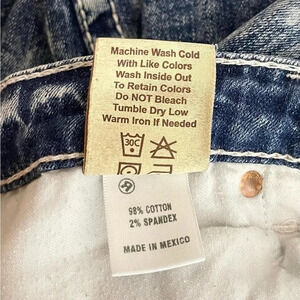 Machine Wash Cold
With Like Colors
Wash Inside Out
To Retain Colors
Do NOT Bleach
Tumble Dry Low
Warm Iron If Needed
30C
98% COTTON
2% SPANDEX
MADE IN MEXICO